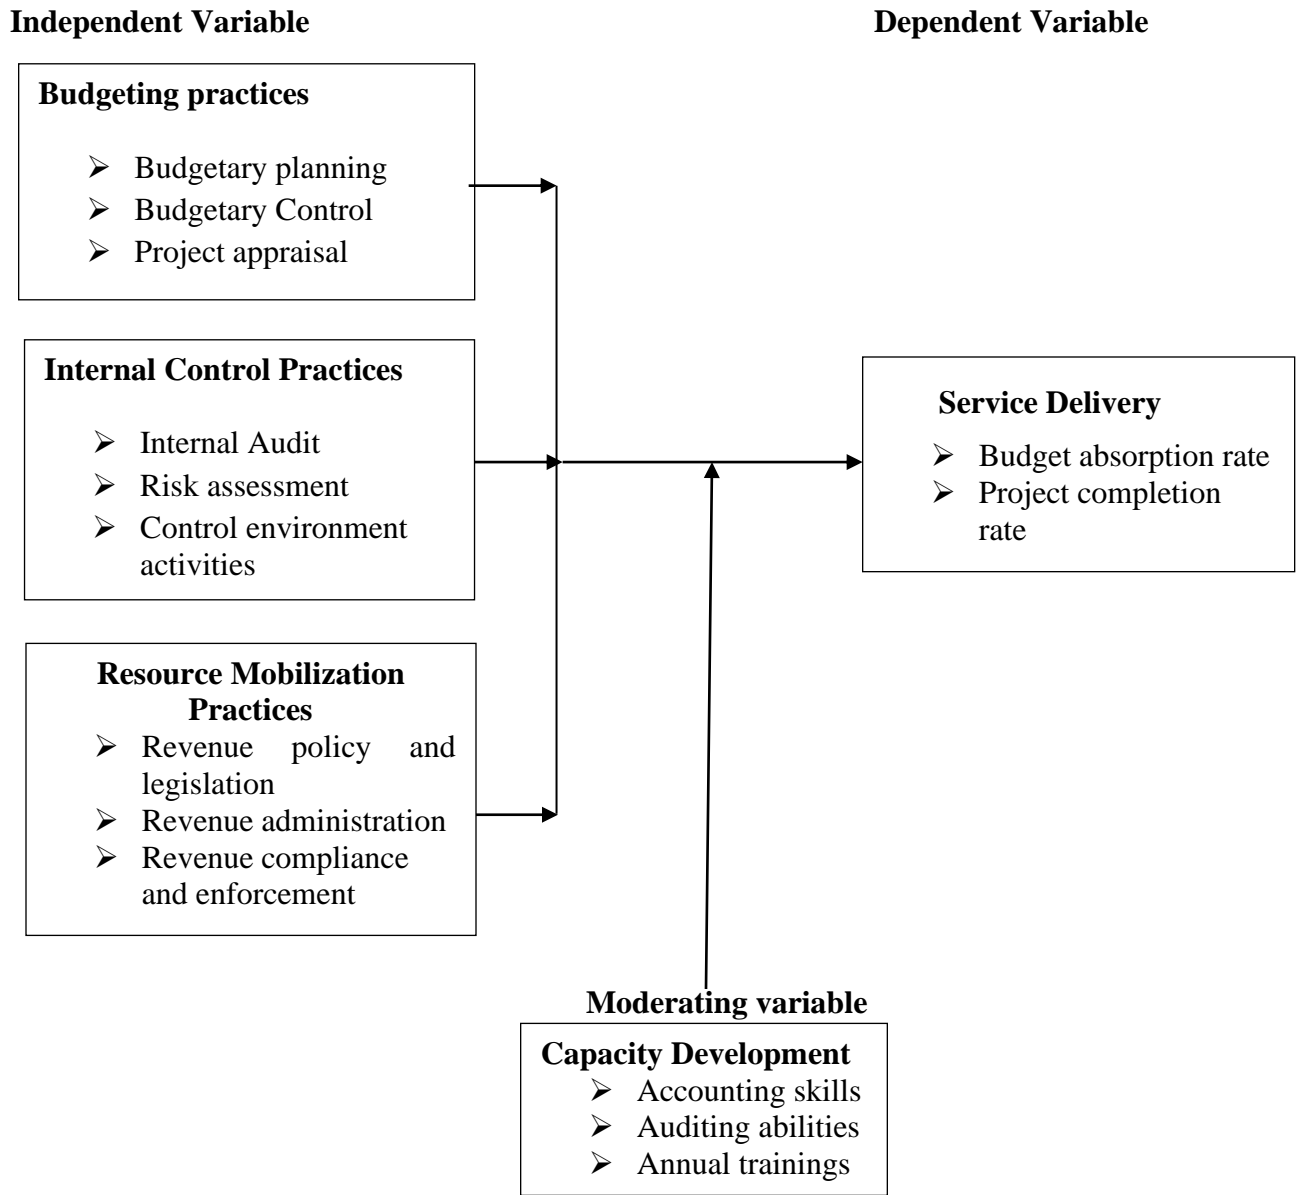 Independent Variable
Dependent Variable
Budgeting practices
➢ Budgetary planning
➢ Budgetary Control
➢ Project appraisal
Internal Control Practices
➢ Internal Audit
➢ Risk assessment
➢ Control environment
activities
Service Delivery
➢ Budget absorption rate
➢ Project completion
rate
Resource Mobilization
Practices
➢ Revenue policy and
legislation
➢ Revenue administration
➢ Revenue compliance
and enforcement
Moderating variable
Capacity Development
➢ Accounting skills
➢ Auditing abilities
➢ Annual trainings